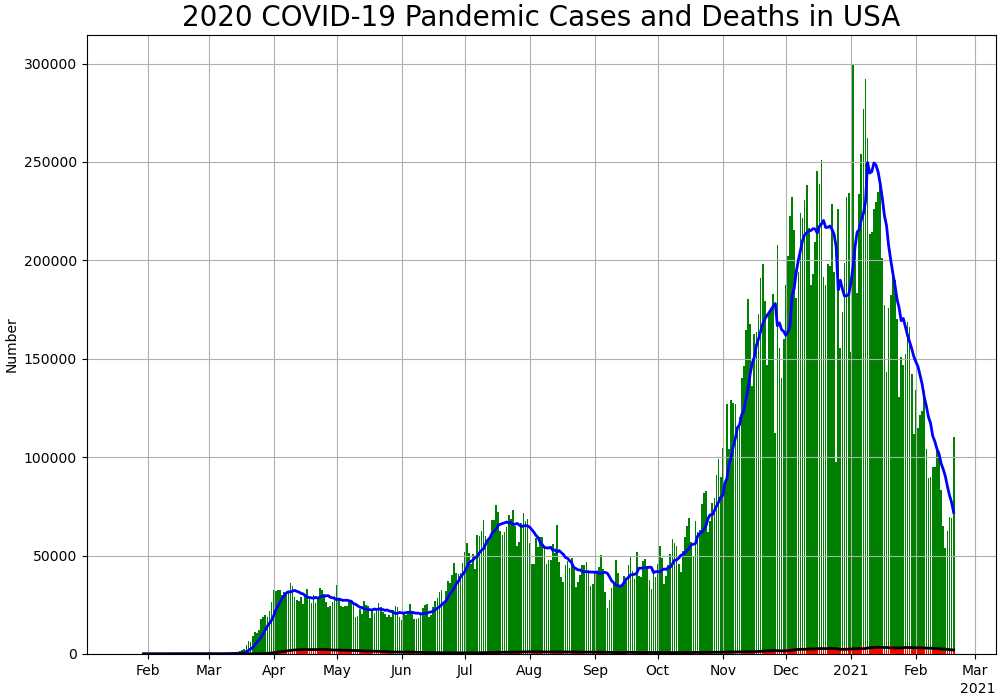 2020 COVID-19 Pandemic Cases and Deaths in USA
300000
250000
200000
150000
100000
50000
0
Number
Feb Mar Apr May Jun Jul Aug Sep Oct Nov Dec 2021 Feb Mar
2021